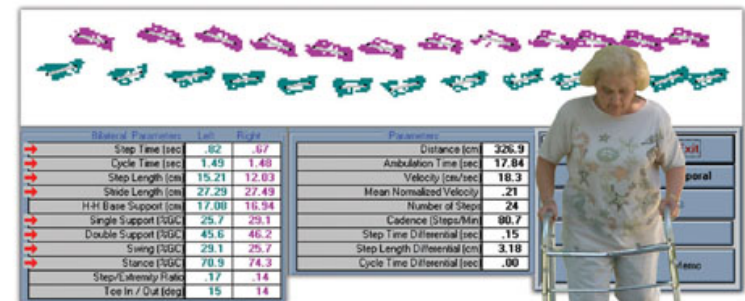 Bilateral Parameters Left Right
Step Time (sec) .82 .67
Cycle Time (sec) 1.49 1.48
Step Length (cm) 15.21 12.03
Stride Length (cm) 27.29 27.49
H-H Base Support (cm) 17.08 16.94
Single Support (%GC) 25.7 29.1
Double Support (%GC) 45.6 46.2
Swing (%GC) 29.1 25.7
Stance (%GC) 70.9 74.3
Step/Extremity Ratio .17 .14
Toe In / Out (deg) 15 14
Parameters
Distance (cm) 326.9
Ambulation Time (sec) 17.84
Velocity (cm/sec) 18.3
Mean Normalized Velocity .21
Number of Steps 24
Cadence (Steps/Min) 80.7
Step Time Differential (sec) .15
Step Length Differential (cm) 3.18
Cycle Time Differential (sec) .00
Exit
poral
Memo